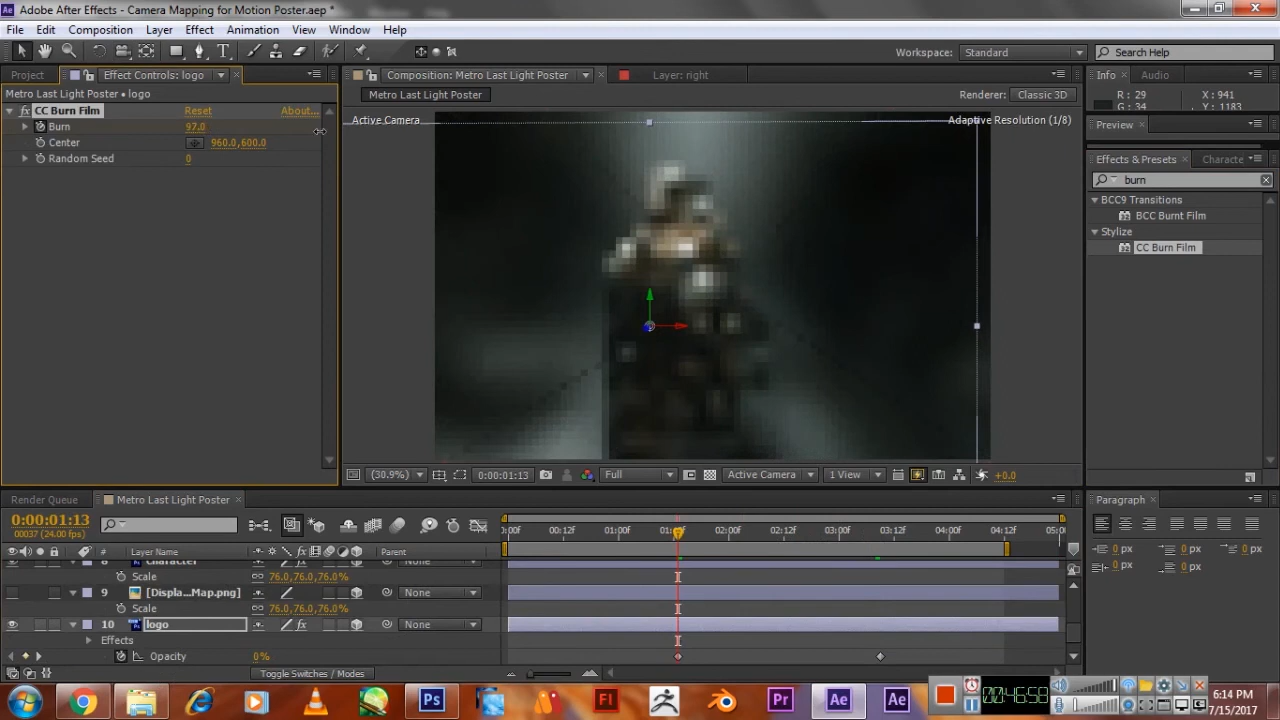 Adobe After Effects - Camera Mapping for Motion Poster.aep *
File Edit Composition Layer Effect Animation View Window Help
Workspace: Standard Search Help
Project Effect Controls: logo Composition: Metro Last Light Poster Layer: right Info Audio
Metro Last Light Poster • logo Metro Last Light Poster Renderer: Classic 3D R : 29 X : 941
G : 34 Y : 1183
fx CC Burn Film Reset About...
Active Camera Adaptive Resolution (1/8)
Burn 97.0 Preview
Center 960.0,600.0
Random Seed 0 Effects & Presets Characte
burn
BCC9 Transitions
BCC Burnt Film
Stylize
CC Burn Film
(30.9%) 0:00:01:13 Full Active Camera 1 View +0.0
Render Queue Metro Last Light Poster Paragraph
0:00:01:13
00037 (24.00 fps)
00f 00:12f 01:00f 02:00f 02:12f 03:00f 03:12f 04:00f 04:12f 05:0
# Layer Name Parent
8 Character
Scale 76.0,76.0,76.0% 0 px 0 px
0 px 0 px
9 [Displa...Map.png] None
Scale 76.0,76.0,76.0%
10 logo None
Effects
Opacity 0%
Toggle Switches / Modes
00:46:58
6:14 PM
7/15/2017